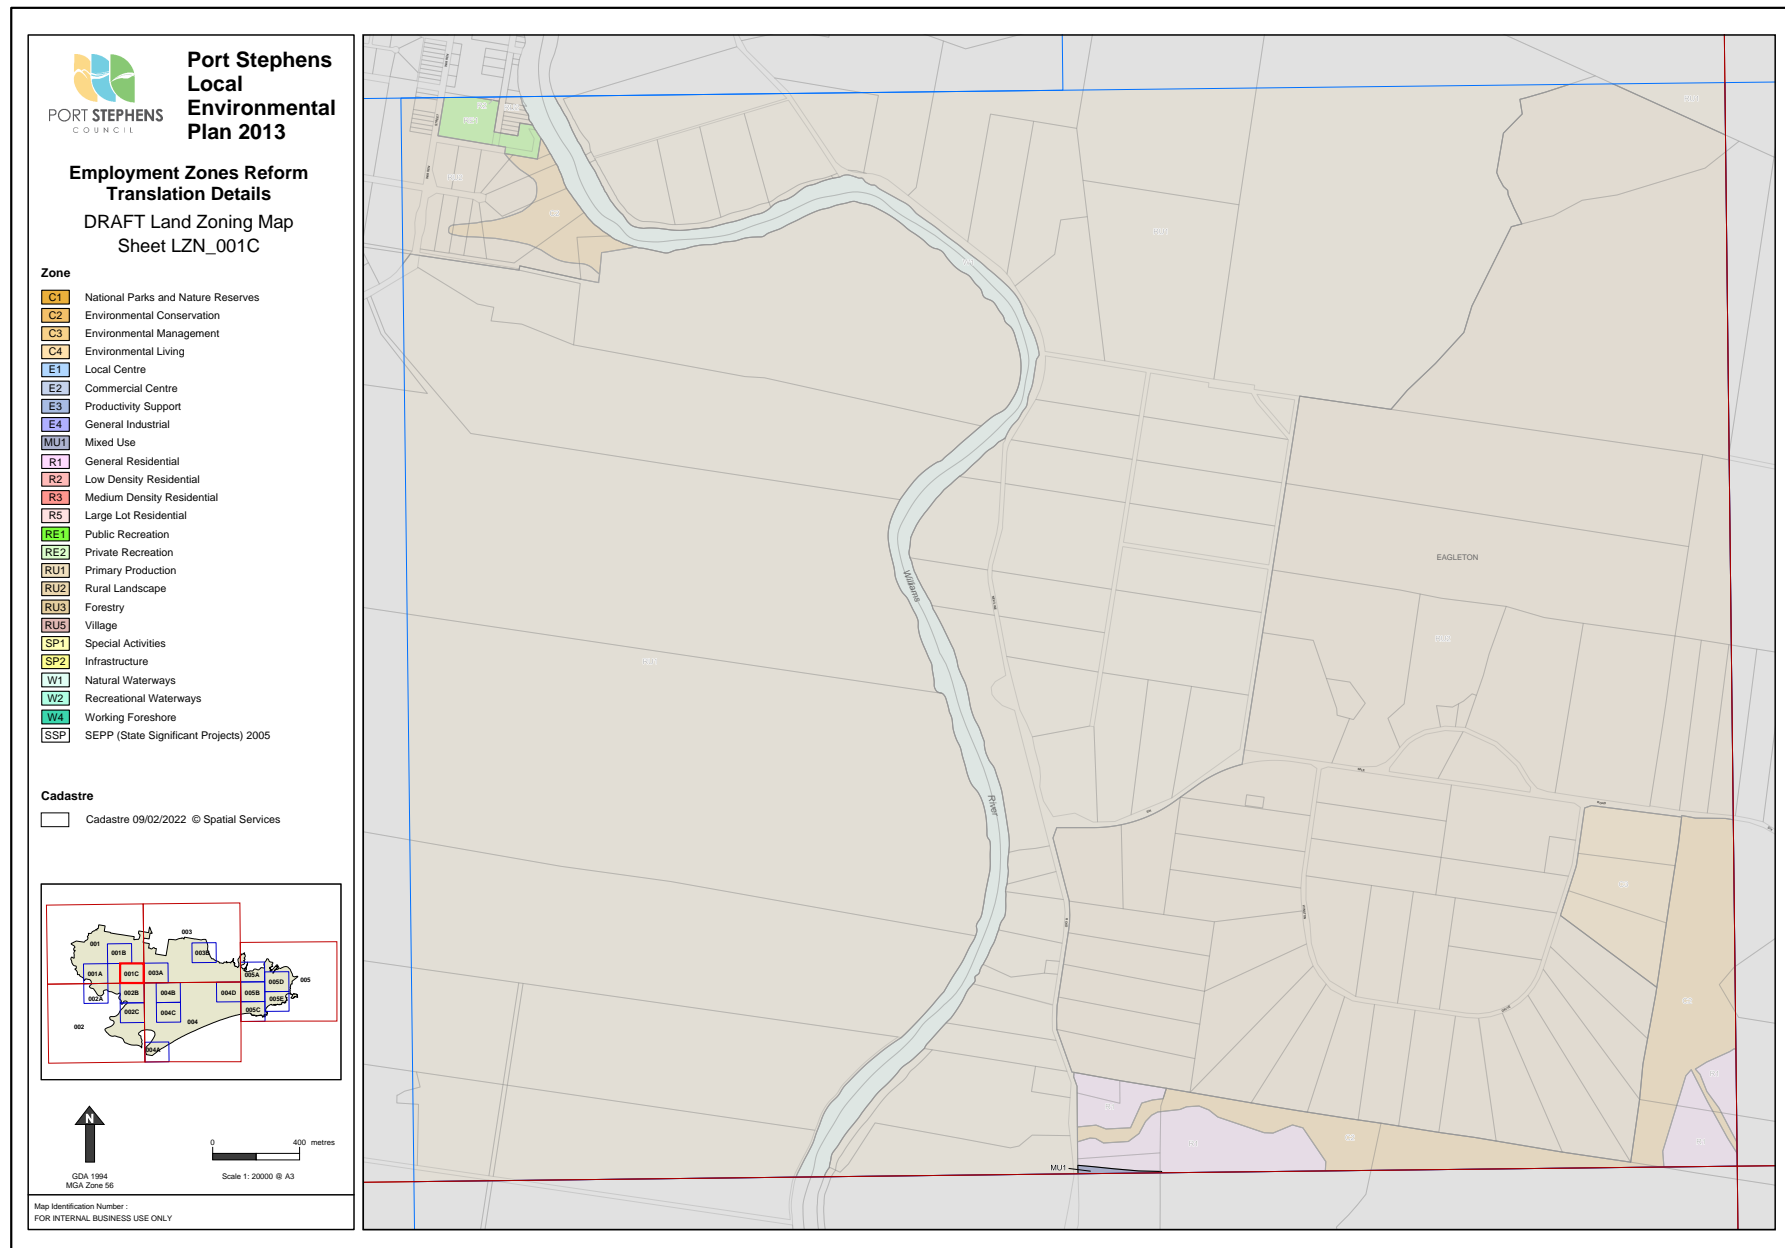 PORT STEPHENS
COUNCIL
Port Stephens
Local
Environmental
Plan 2013
Employment Zones Reform
Translation Details
DRAFT Land Zoning Map
Sheet LZN_001C
Zone
C1 National Parks and Nature Reserves
C2 Environmental Conservation
C3 Environmental Management
C4 Environmental Living
E1 Local Centre
E2 Commercial Centre
E3 Productivity Support
E4 General Industrial
MU1 Mixed Use
R1 General Residential
R2 Low Density Residential
R3 Medium Density Residential
R5 Large Lot Residential
RE1 Public Recreation
RE2 Private Recreation
RU1 Primary Production
RU2 Rural Landscape
RU3 Forestry
RU5 Village
SP1 Special Activities
SP2 Infrastructure
W1 Natural Waterways
W2 Recreational Waterways
W4 Working Foreshore
SSP SEPP (State Significant Projects) 2005
Cadastre
Cadastre 09/02/2022 © Spatial Services
001
001B
003
003B
001A
001C
003A
005A
005D
005
002A
002B
004B
004D
005B
005E
002C
004C
005C
002
004
004A
N
GDA 1994
MGA Zone 56
0 400 metres
Scale 1: 20000 @ A3
Map Identification Number :
FOR INTERNAL BUSINESS USE ONLY
Williams
River
EAGLETON
MU1